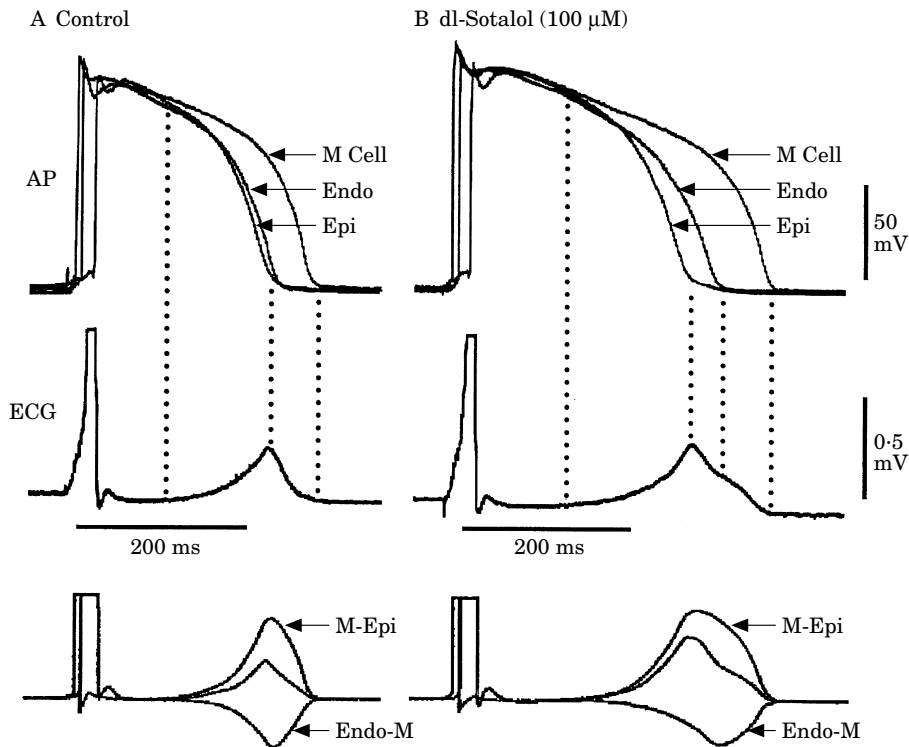 A Control
B dl-Sotalol (100 μM)
AP
M Cell
Endo
Epi
M Cell
Endo
Epi
50
mV
ECG
0·5
mV
200 ms
200 ms
M-Epi
Endo-M
M-Epi
Endo-M